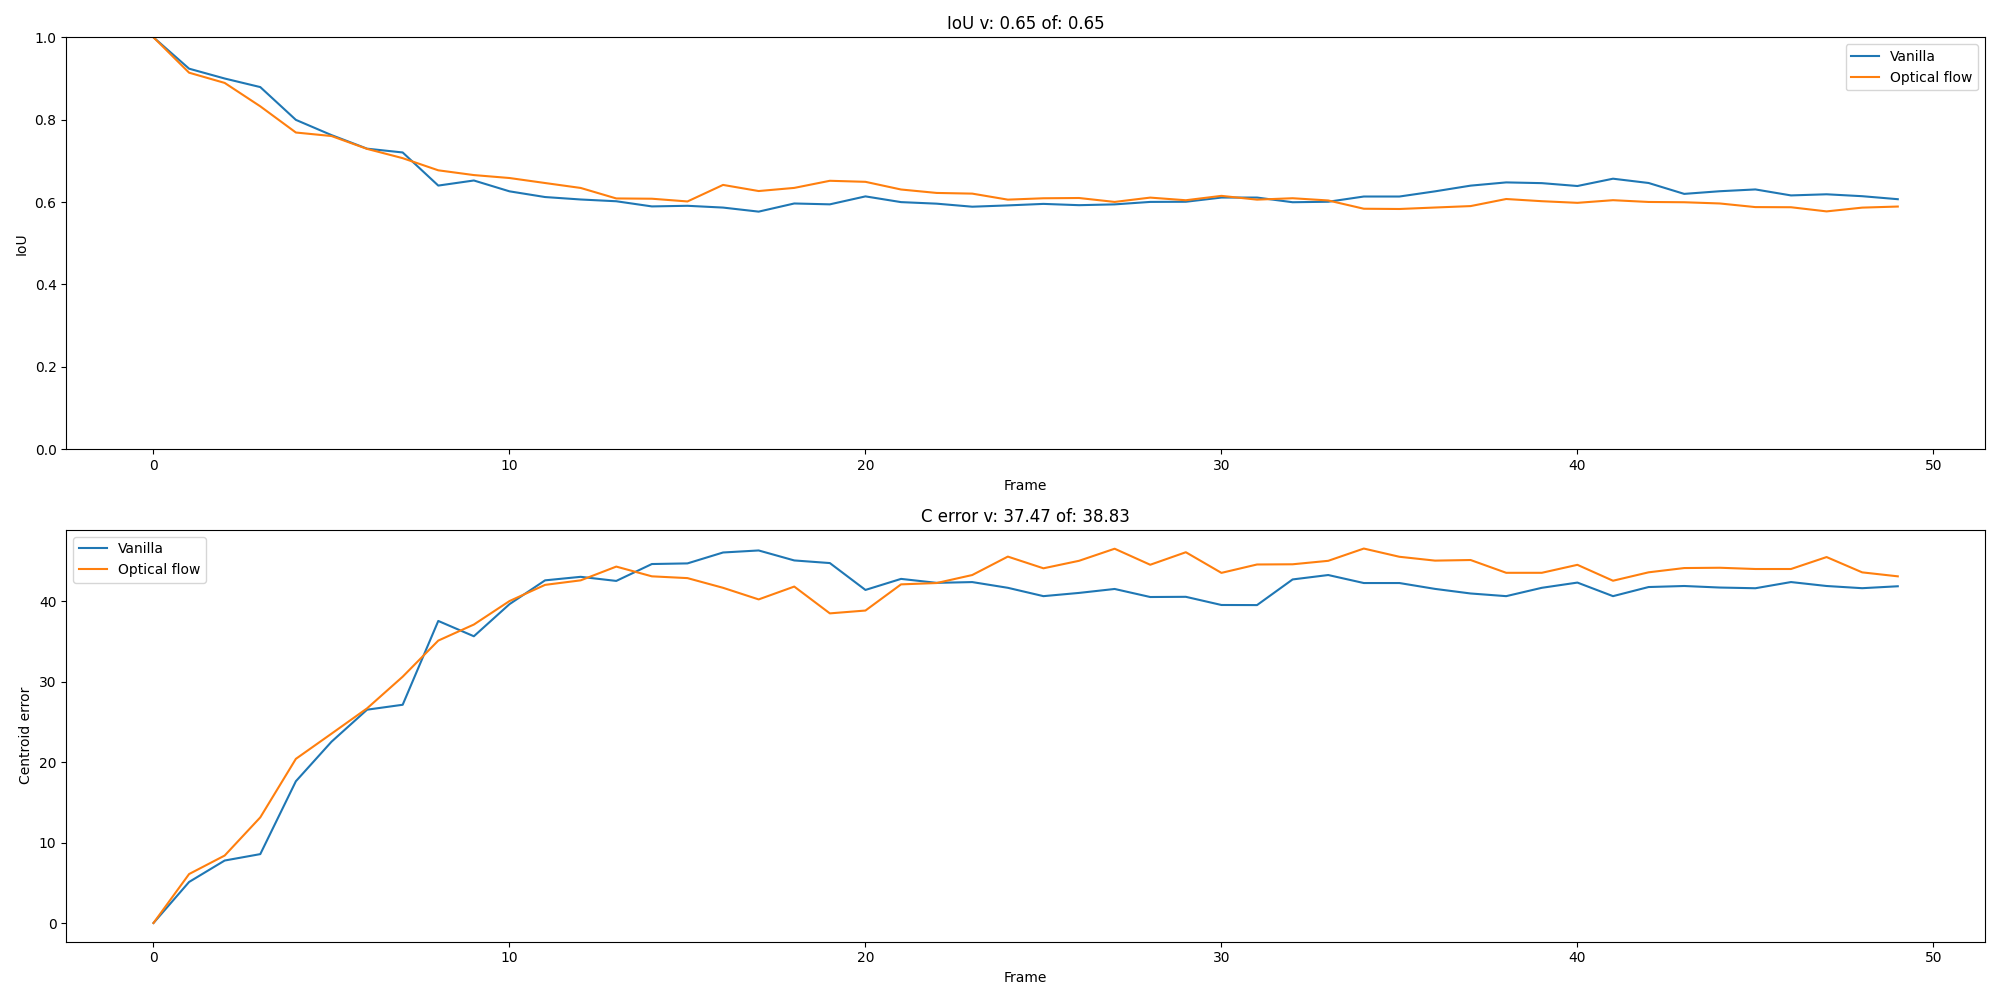 IoU v: 0.65 of: 0.65
1.0
0.8
0.6
0.4
0.2
0.0
IoU
Vanilla
Optical flow
0 10 20 30 40 50
Frame
C error v: 37.47 of: 38.83
Vanilla
Optical flow
40
30
20
10
0
Centroid error
0 10 20 30 40 50
Frame